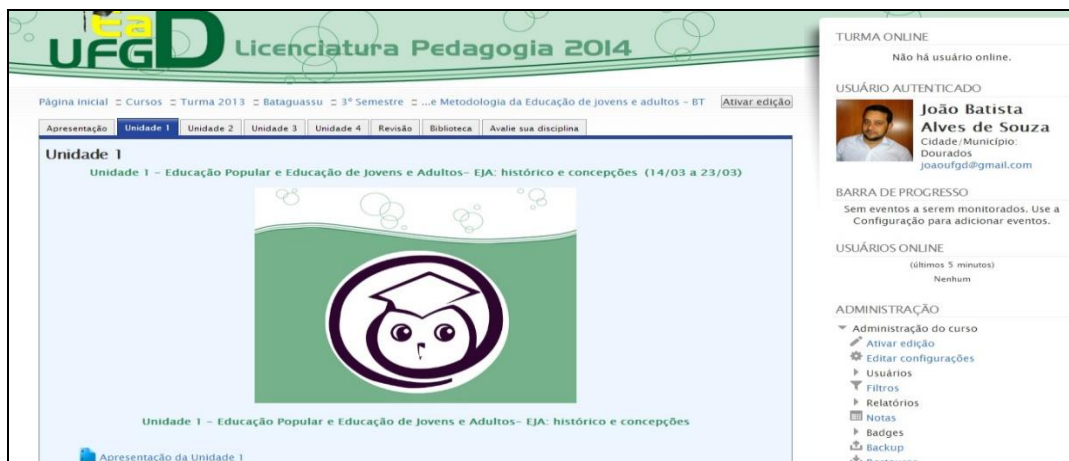 EaD
UFGD Licenciatura Pedagogia 2014
Página inicial Cursos Turma 2013 Bataguassu 3º Semestre ...e Metodologia da Educação de jovens e adultos - BT Ativar edição
Apresentação Unidade 1 Unidade 2 Unidade 3 Unidade 4 Revisão Biblioteca Avalie sua disciplina
Unidade 1
Unidade 1 - Educação Popular e Educação de Jovens e Adultos- EJA: histórico e concepções (14/03 a 23/03)
Unidade 1 - Educação Popular e Educação de Jovens e Adultos- EJA: histórico e concepções
Apresentação da Unidade 1
TURMA ONLINE
Não há usuário online.
USUÁRIO AUTENTICADO
João Batista
Alves de Souza
Cidade/Município:
Dourados
joaoufgd@gmail.com
BARRA DE PROGRESSO
Sem eventos a serem monitorados. Use a
Configuração para adicionar eventos.
USUÁRIOS ONLINE
(últimos 5 minutos)
Nenhum
ADMINISTRAÇÃO
Administração do curso
Ativar edição
Editar configurações
Usuários
Filtros
Relatórios
Notas
Badges
Backup